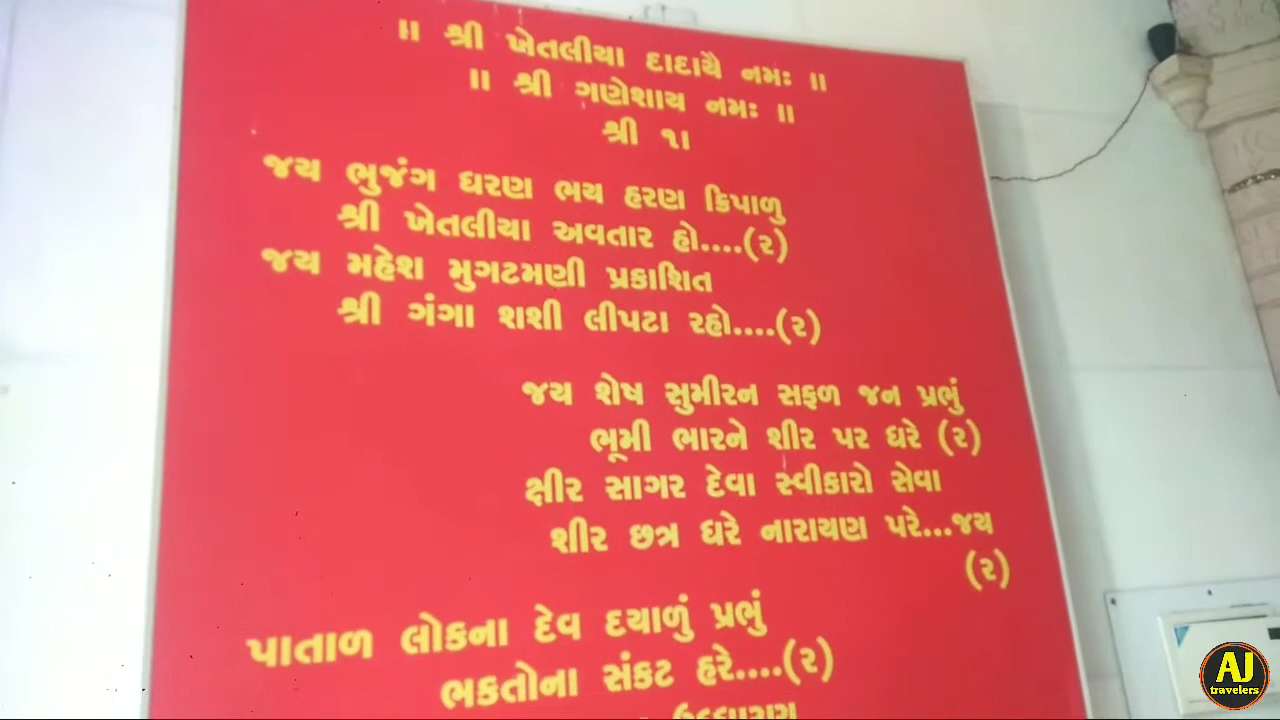 ॥ શ્રી ખેતલીયા દાદાયૈ નમઃ ॥
॥ શ્રી ગણેશાય નમઃ ॥
શ્રી ૧।
જય ભુજંગ ધરણ ભય હરણ કિપાળુ
શ્રી ખેતલીયા અવતાર હો....(૨)
જય મહેશ મુગટમણી પ્રકાશિત
શ્રી ગંગા શશી લીપટા રહો....(૨)
જય શેષ સુમીરન સફળ જન પ્રભું
ભૂમી ભારને શીર પર ધરે (૨)
ક્ષીર સાગર દેવા સ્વીકારો સેવા
શીર છત્ર ધરે નારાયણ પરે...જય
(૨)
પાતાળ લોકના દેવ દયાળું પ્રભું
ભકતોના સંકટ હરે....(૨)
AJ
travelers